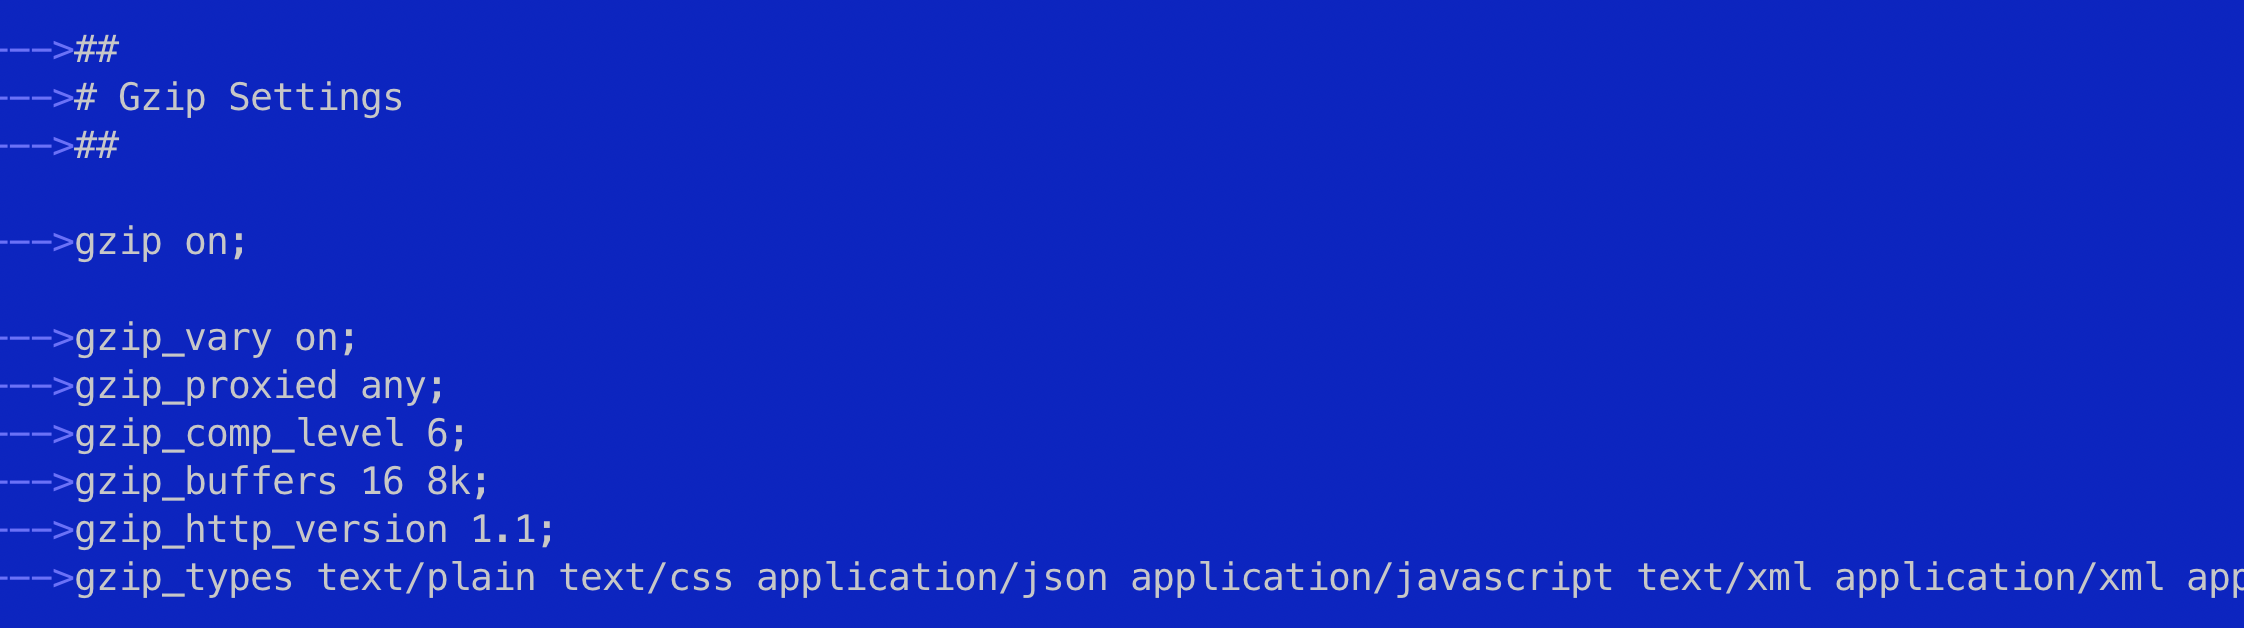 --->##
---># Gzip Settings
--->##
--->gzip on;
--->gzip_vary on;
--->gzip_proxied any;
--->gzip_comp_level 6;
--->gzip_buffers 16 8k;
--->gzip_http_version 1.1;
--->gzip_types text/plain text/css application/json application/javascript text/xml application/xml app